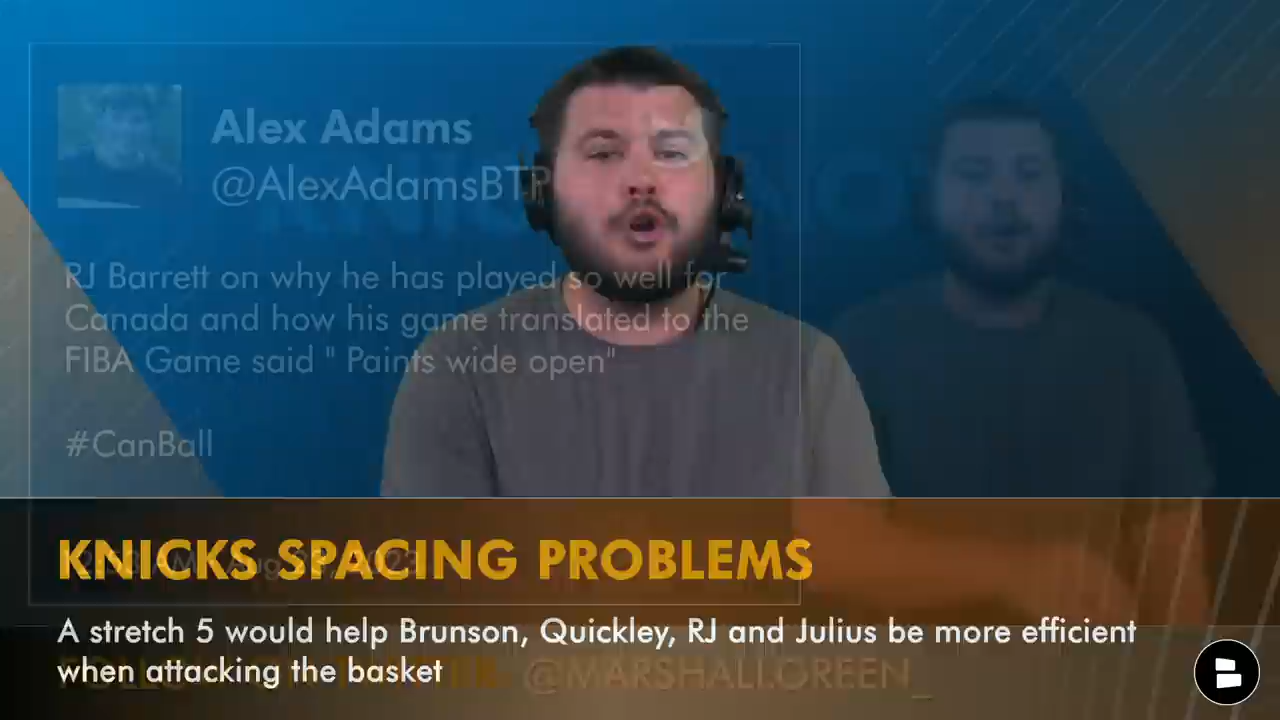 Alex Adams
@AlexAdamsBTP
RJ Barrett on why he has played so well for
Canada and how his game translated to the
FIBA Game said " Paints wide open"
#CanBall
KNICKS SPACING PROBLEMS
A stretch 5 would help Brunson, Quickley, RJ and Julius be more efficient
when attacking the basket
@MARSHALLGREEN_